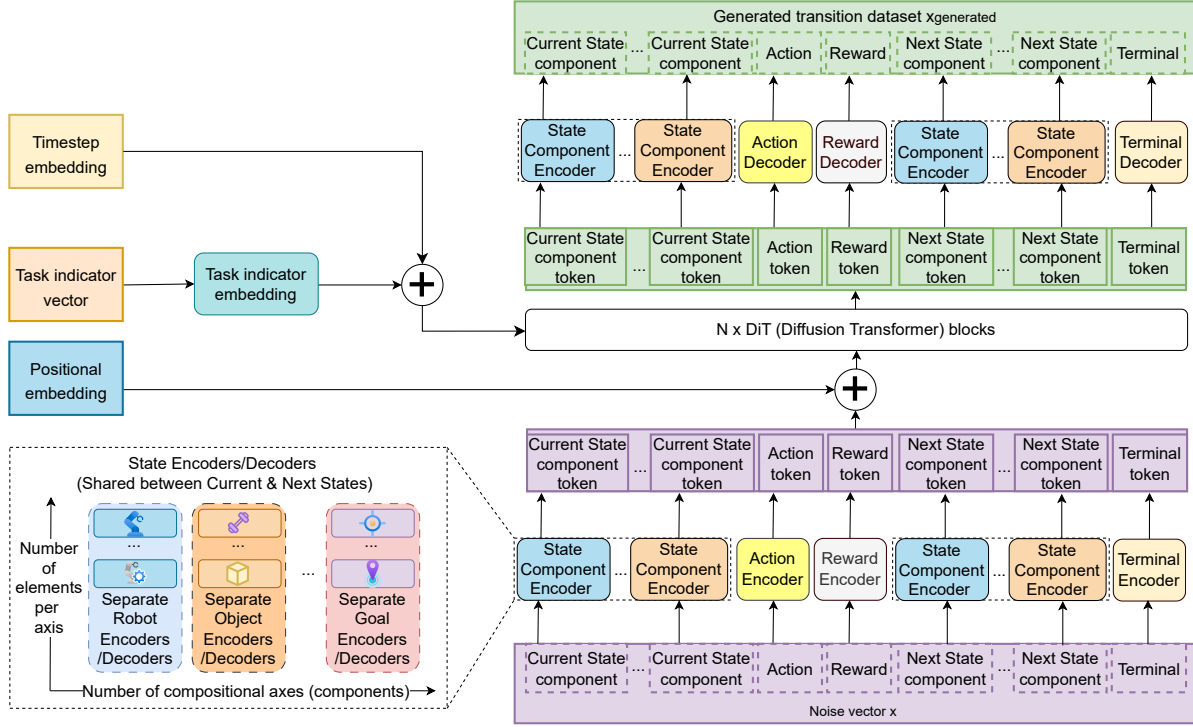 Generated transition dataset xgenerated
Current State component
...
Current State component
Action
Reward
Next State component
...
Next State component
Terminal
State Component Encoder
...
State Component Encoder
Action Decoder
Reward Decoder
State Component Encoder
...
State Component Encoder
Terminal Decoder
Current State component token
...
Current State component token
Action token
Reward token
Next State component token
...
Next State component token
Terminal token
Timestep embedding
Task indicator vector
Task indicator embedding
+
N x DiT (Diffusion Transformer) blocks
Positional embedding
+
Current State component token
...
Current State component token
Action token
Reward token
Next State component token
...
Next State component token
Terminal token
State Component Encoder
...
State Component Encoder
Action Encoder
Reward Encoder
State Component Encoder
...
State Component Encoder
Terminal Encoder
Current State component
...
Current State component
Action
Reward
Next State component
...
Next State component
Terminal
Noise vector x
State Encoders/Decoders
(Shared between Current & Next States)
Number of elements per axis
...
Separate Robot Encoders /Decoders
...
Separate Object Encoders /Decoders
...
...
Separate Goal Encoders /Decoders
Number of compositional axes (components)